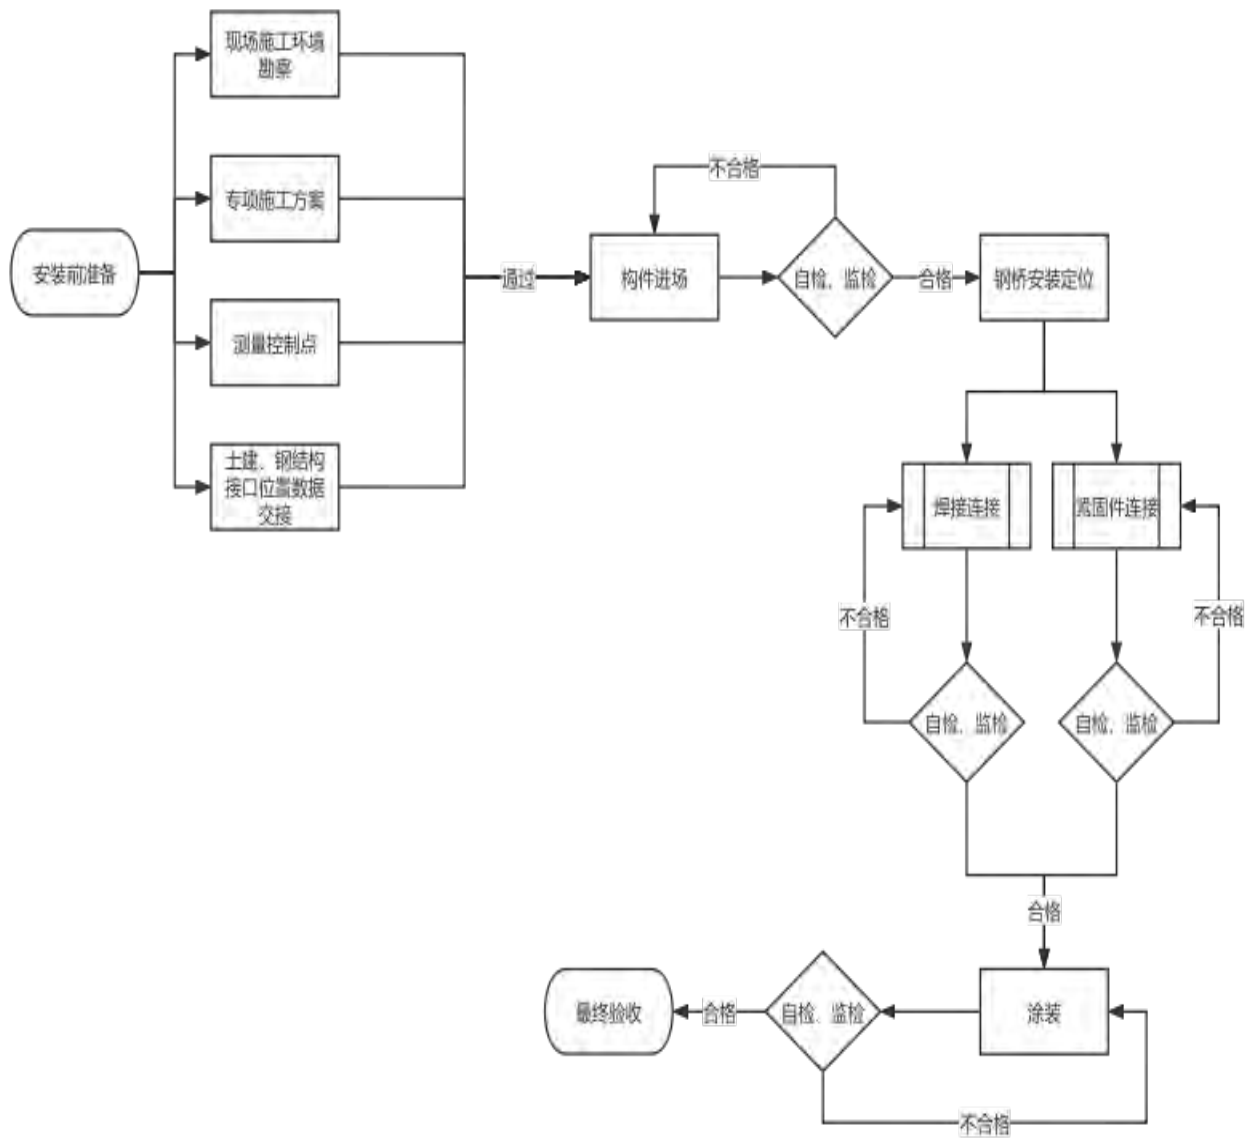 现场施工环境
勘察
专项施工方案
安装前准备
测量控制点
土建、钢结构
接口位置数据
交接
通过
不合格
构件进场
自检、监检
合格
钢桥安装定位
焊接连接
紧固件连接
不合格
不合格
自检、监检
自检、监检
合格
最终验收
合格
自检、监检
涂装
不合格